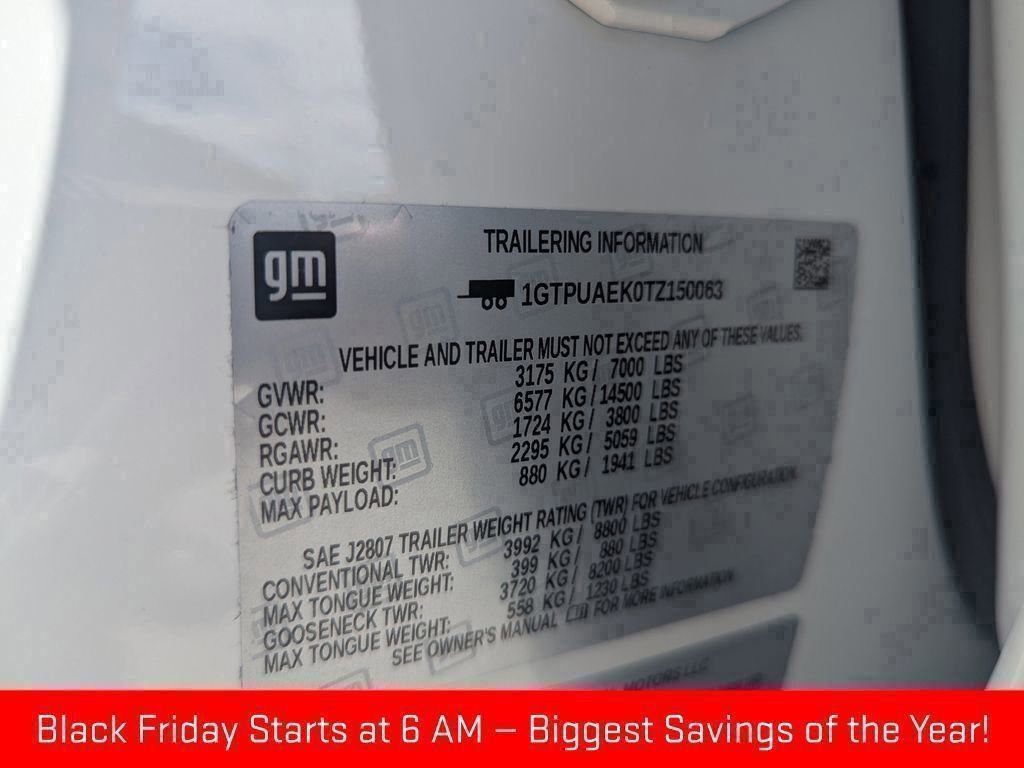 gm
TRAILERING INFORMATION
1GTPUAEK0TZ150063
VEHICLE AND TRAILER MUST NOT EXCEED ANY OF THESE VALUES.
GVWR: 3175 KG/ 7000 LBS
GCWR: 6577 KG/14500 LBS
RGAWR: 1724 KG/ 3800 LBS
CURB WEIGHT: 2295 KG/ 5059 LBS
MAX PAYLOAD: 880 KG/ 1941 LBS
SAE J2807 TRAILER WEIGHT RATING (TWR) FOR VEHICLE CONFIGURATION.
CONVENTIONAL TWR: 3992 KG/ 8800 LBS
MAX TONGUE WEIGHT: 399 KG/ 880 LBS
GOOSENECK TWR: 3720 KG/ 8200 LBS
MAX TONGUE WEIGHT: 558 KG/ 1230 LBS
SEE OWNER'S MANUAL FOR MORE INFORMATION
MOTORS LLC
Black Friday Starts at 6 AM – Biggest Savings of the Year!